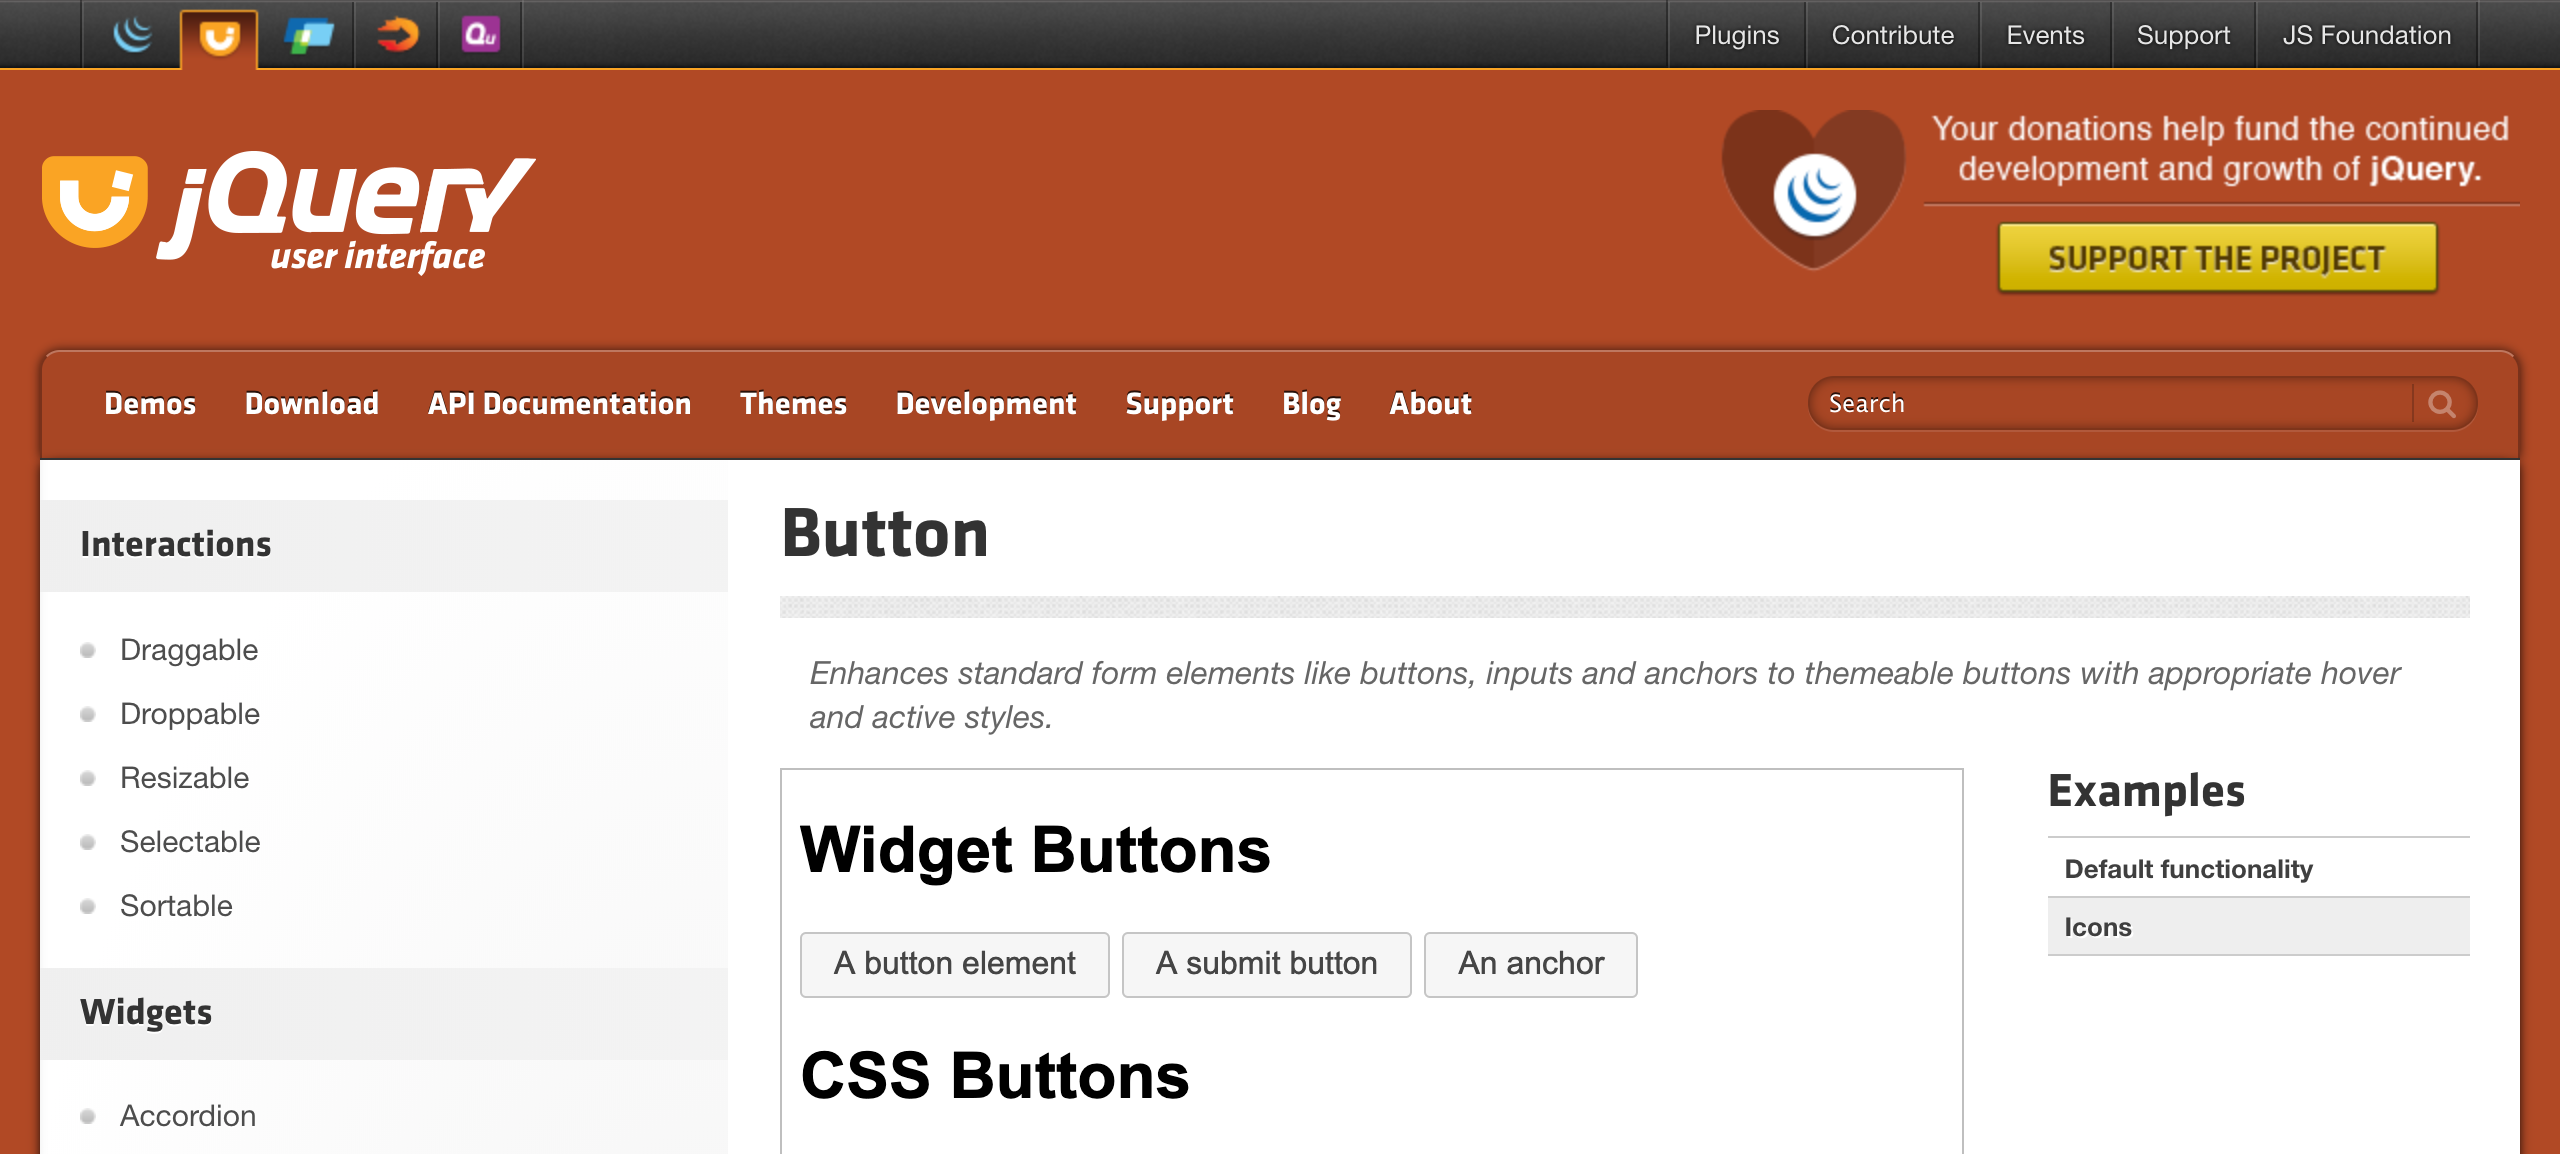 Qu
Plugins
Contribute
Events
Support
JS Foundation
jQuery
user interface
Your donations help fund the continued
development and growth of jQuery.
SUPPORT THE PROJECT
Demos
Download
API Documentation
Themes
Development
Support
Blog
About
Search
Interactions
Draggable
Droppable
Resizable
Selectable
Sortable
Widgets
Accordion
Button
Enhances standard form elements like buttons, inputs and anchors to themeable buttons with appropriate hover
and active styles.
Widget Buttons
A button element
A submit button
An anchor
CSS Buttons
Examples
Default functionality
Icons